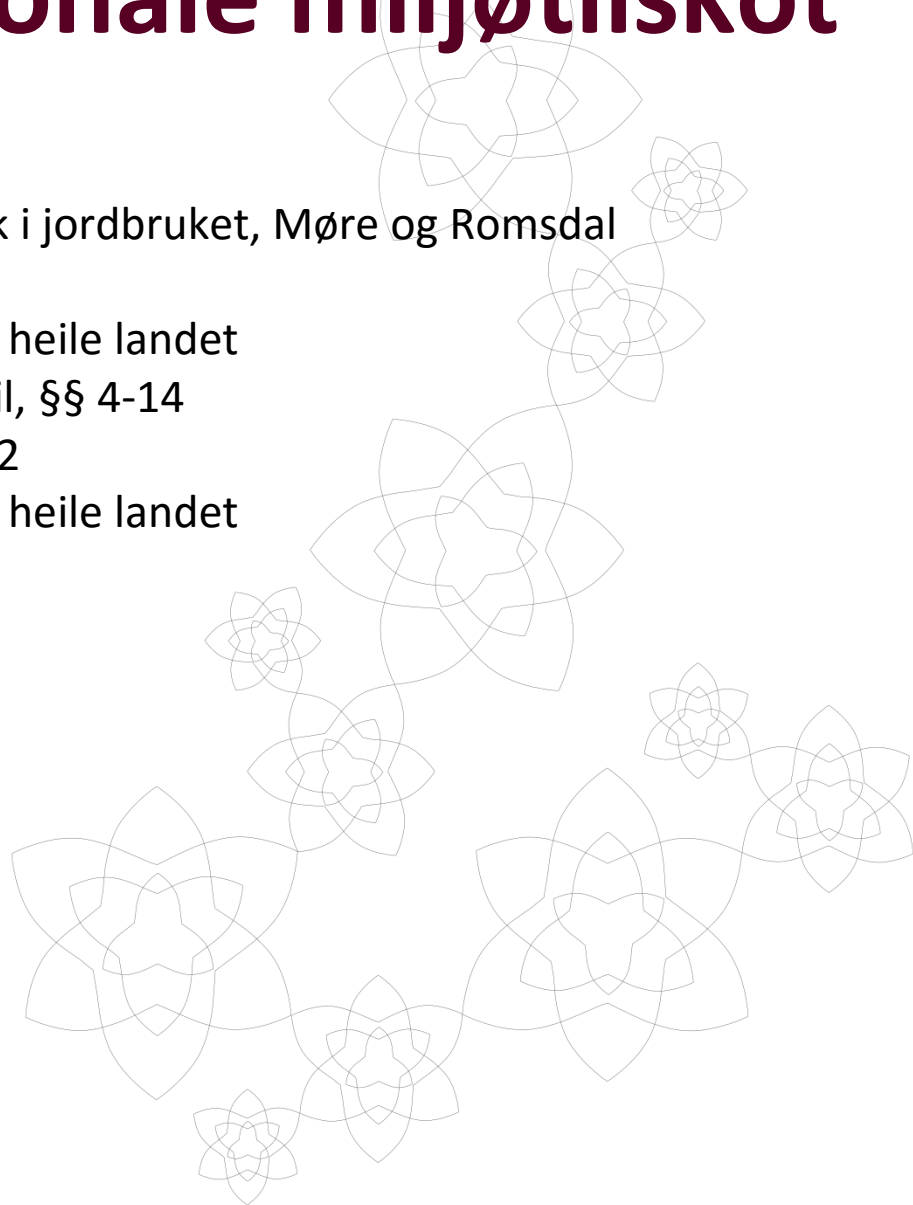 onale miljøtilskot
k i jordbruket, Møre og Romsdal
heile landet
il, §§ 4-14
2
heile landet